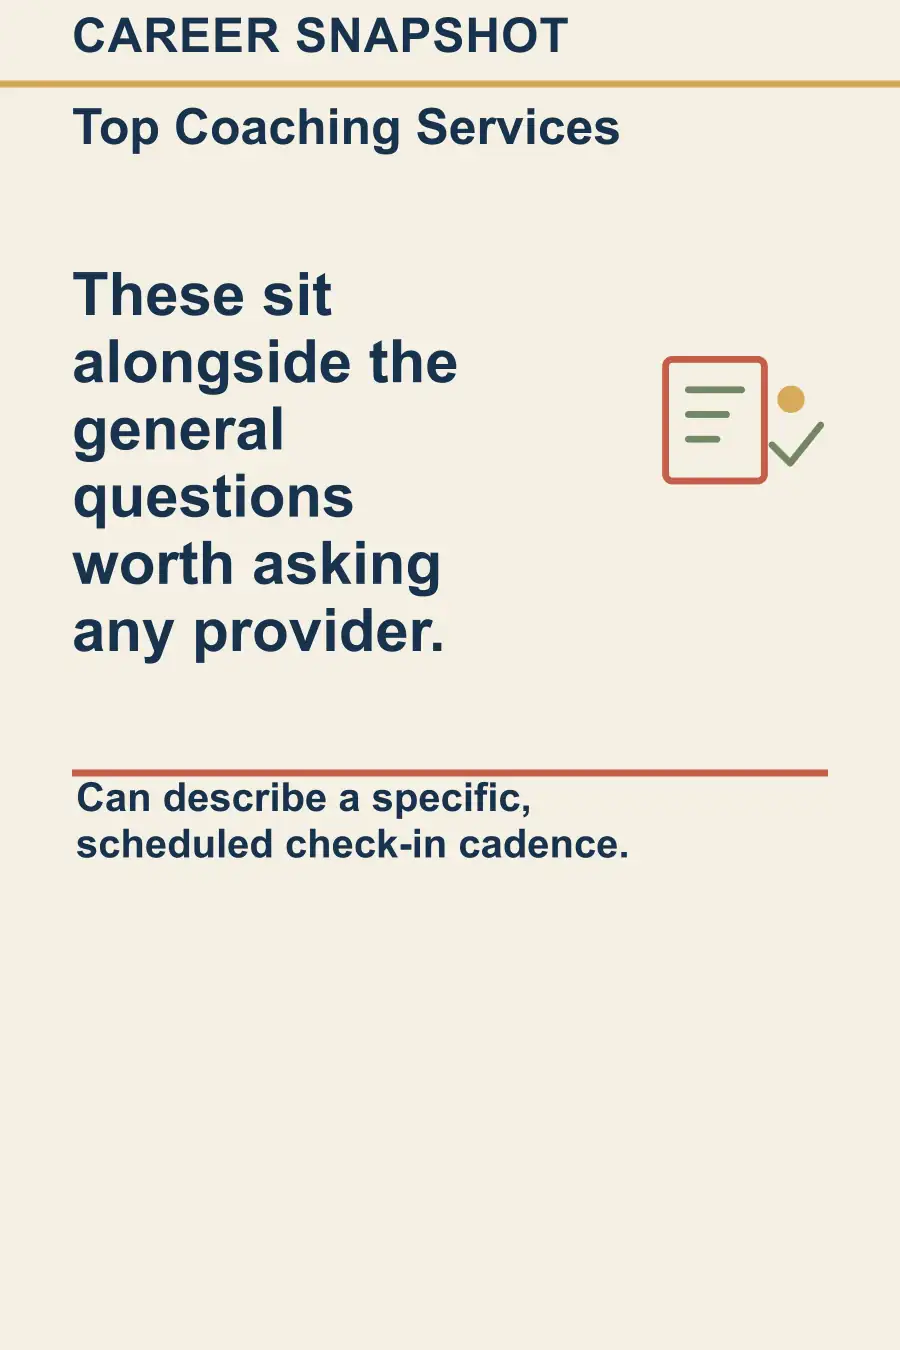 CAREER SNAPSHOT
Top Coaching Services
These sit
alongside the
general
questions
worth asking
any provider.
Can describe a specific,
scheduled check-in cadence.